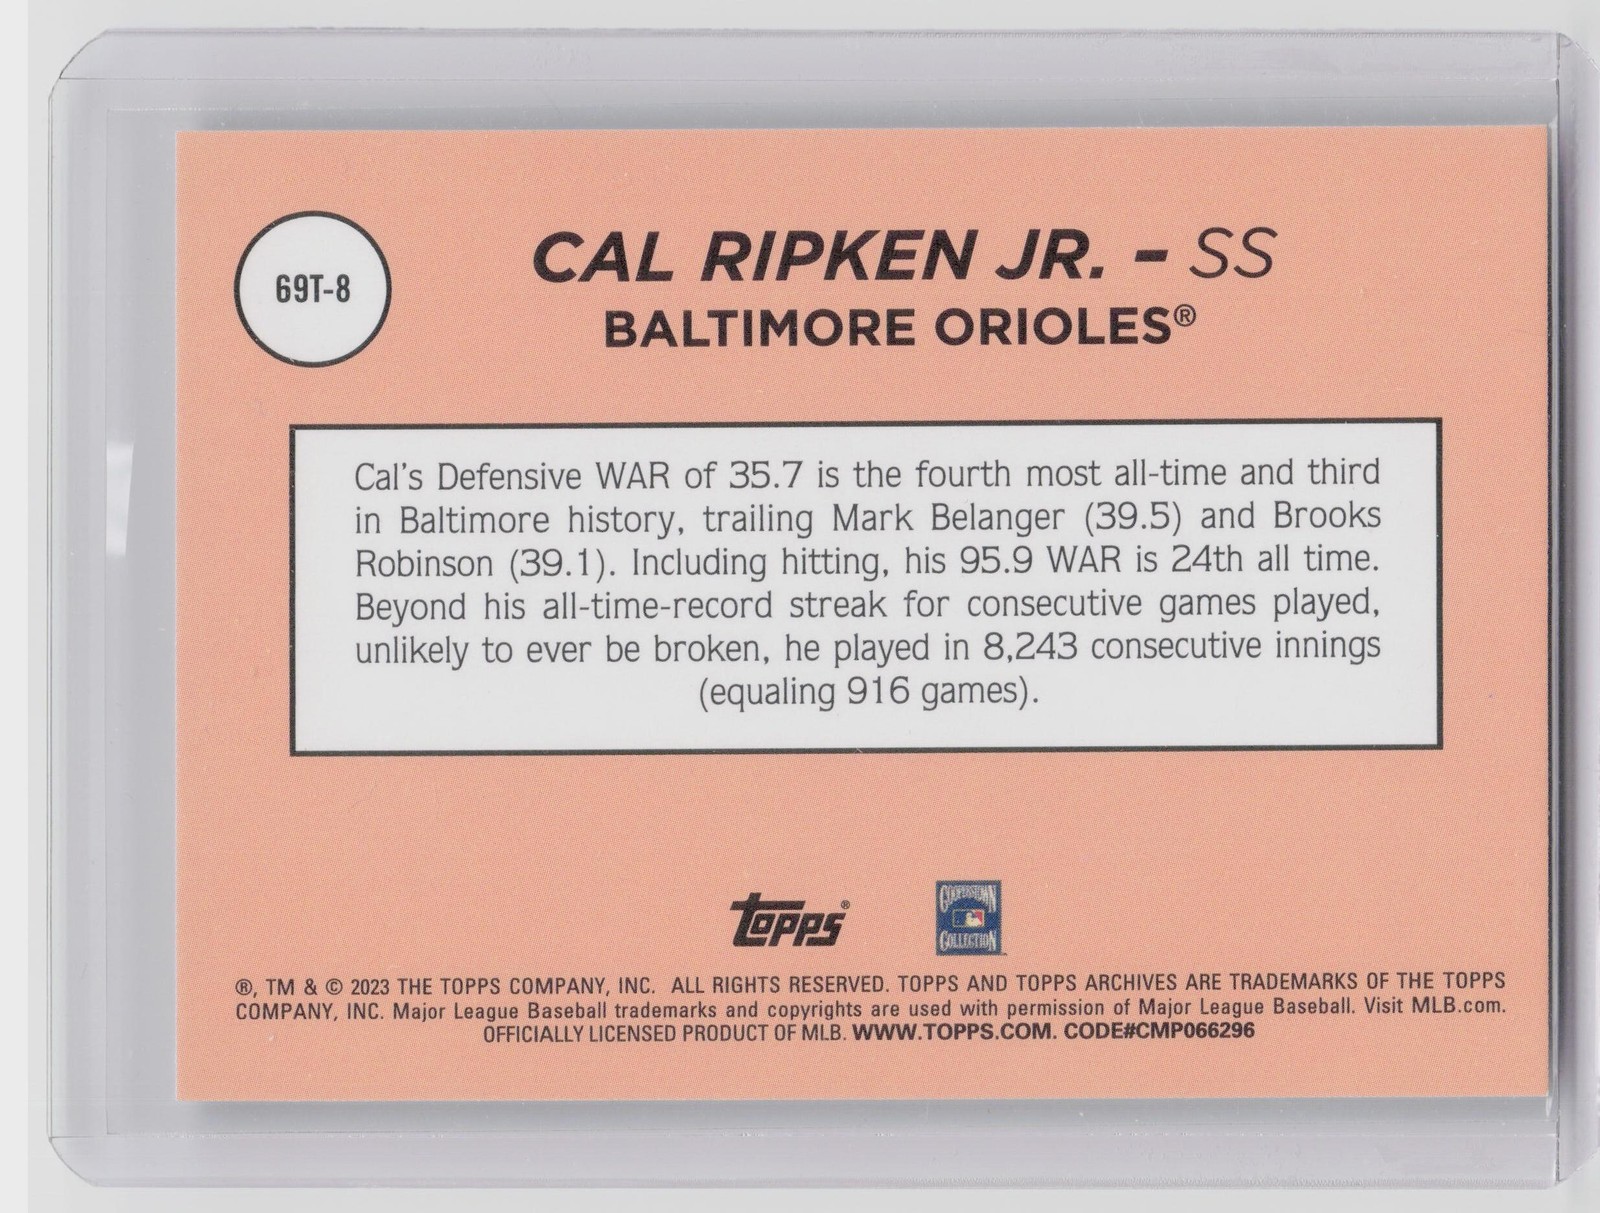 69T-8
CAL RIPKEN JR. - SS
BALTIMORE ORIOLES®
Cal's Defensive WAR of 35.7 is the fourth most all-time and third
in Baltimore history, trailing Mark Belanger (39.5) and Brooks
Robinson (39.1). Including hitting, his 95.9 WAR is 24th all time.
Beyond his all-time-record streak for consecutive games played,
unlikely to ever be broken, he played in 8,243 consecutive innings
(equaling 916 games).
topps®
COOPERSTOWN
COLLECTION
®, TM & © 2023 THE TOPPS COMPANY, INC. ALL RIGHTS RESERVED. TOPPS AND TOPPS ARCHIVES ARE TRADEMARKS OF THE TOPPS
COMPANY, INC. Major League Baseball trademarks and copyrights are used with permission of Major League Baseball. Visit MLB.com.
OFFICIALLY LICENSED PRODUCT OF MLB. WWW.TOPPS.COM. CODE#CMP066296